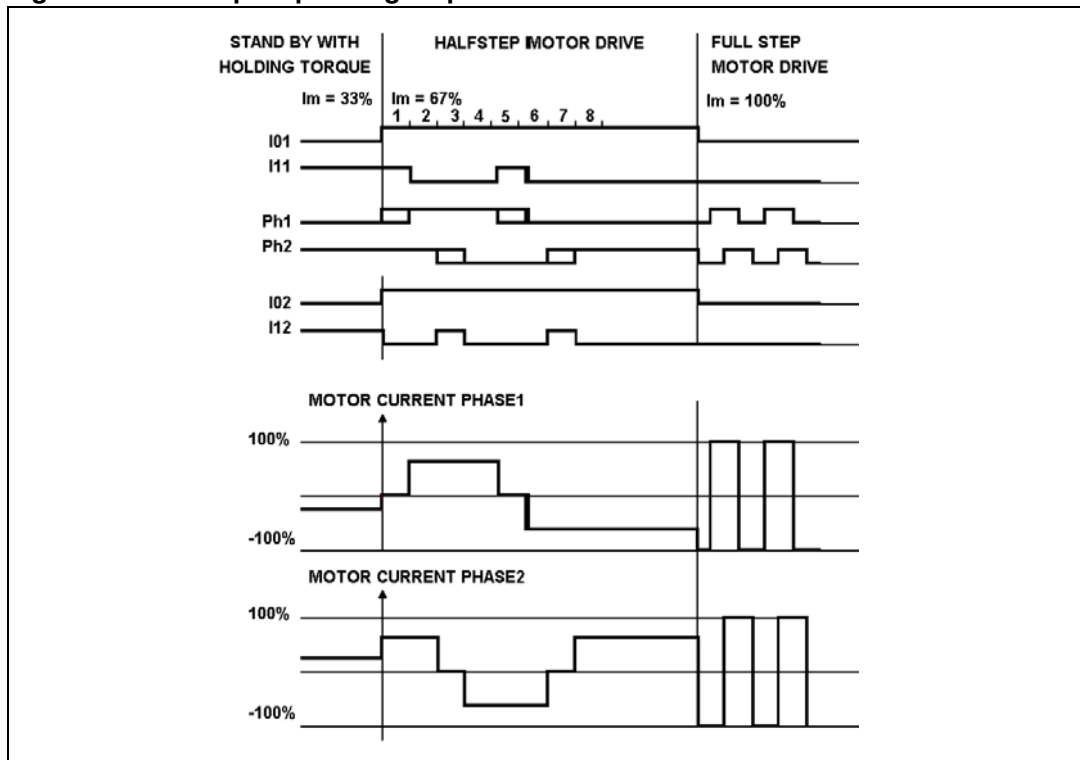 STAND BY WITH
HOLDING TORQUE
HALFSTEP MOTOR DRIVE
FULL STEP
MOTOR DRIVE
Im = 33%
Im = 67%
Im = 100%
1 2 3 4 5 6 7 8
I01
I11
Ph1
Ph2
I02
I12
MOTOR CURRENT PHASE1
100%
-100%
MOTOR CURRENT PHASE2
100%
-100%